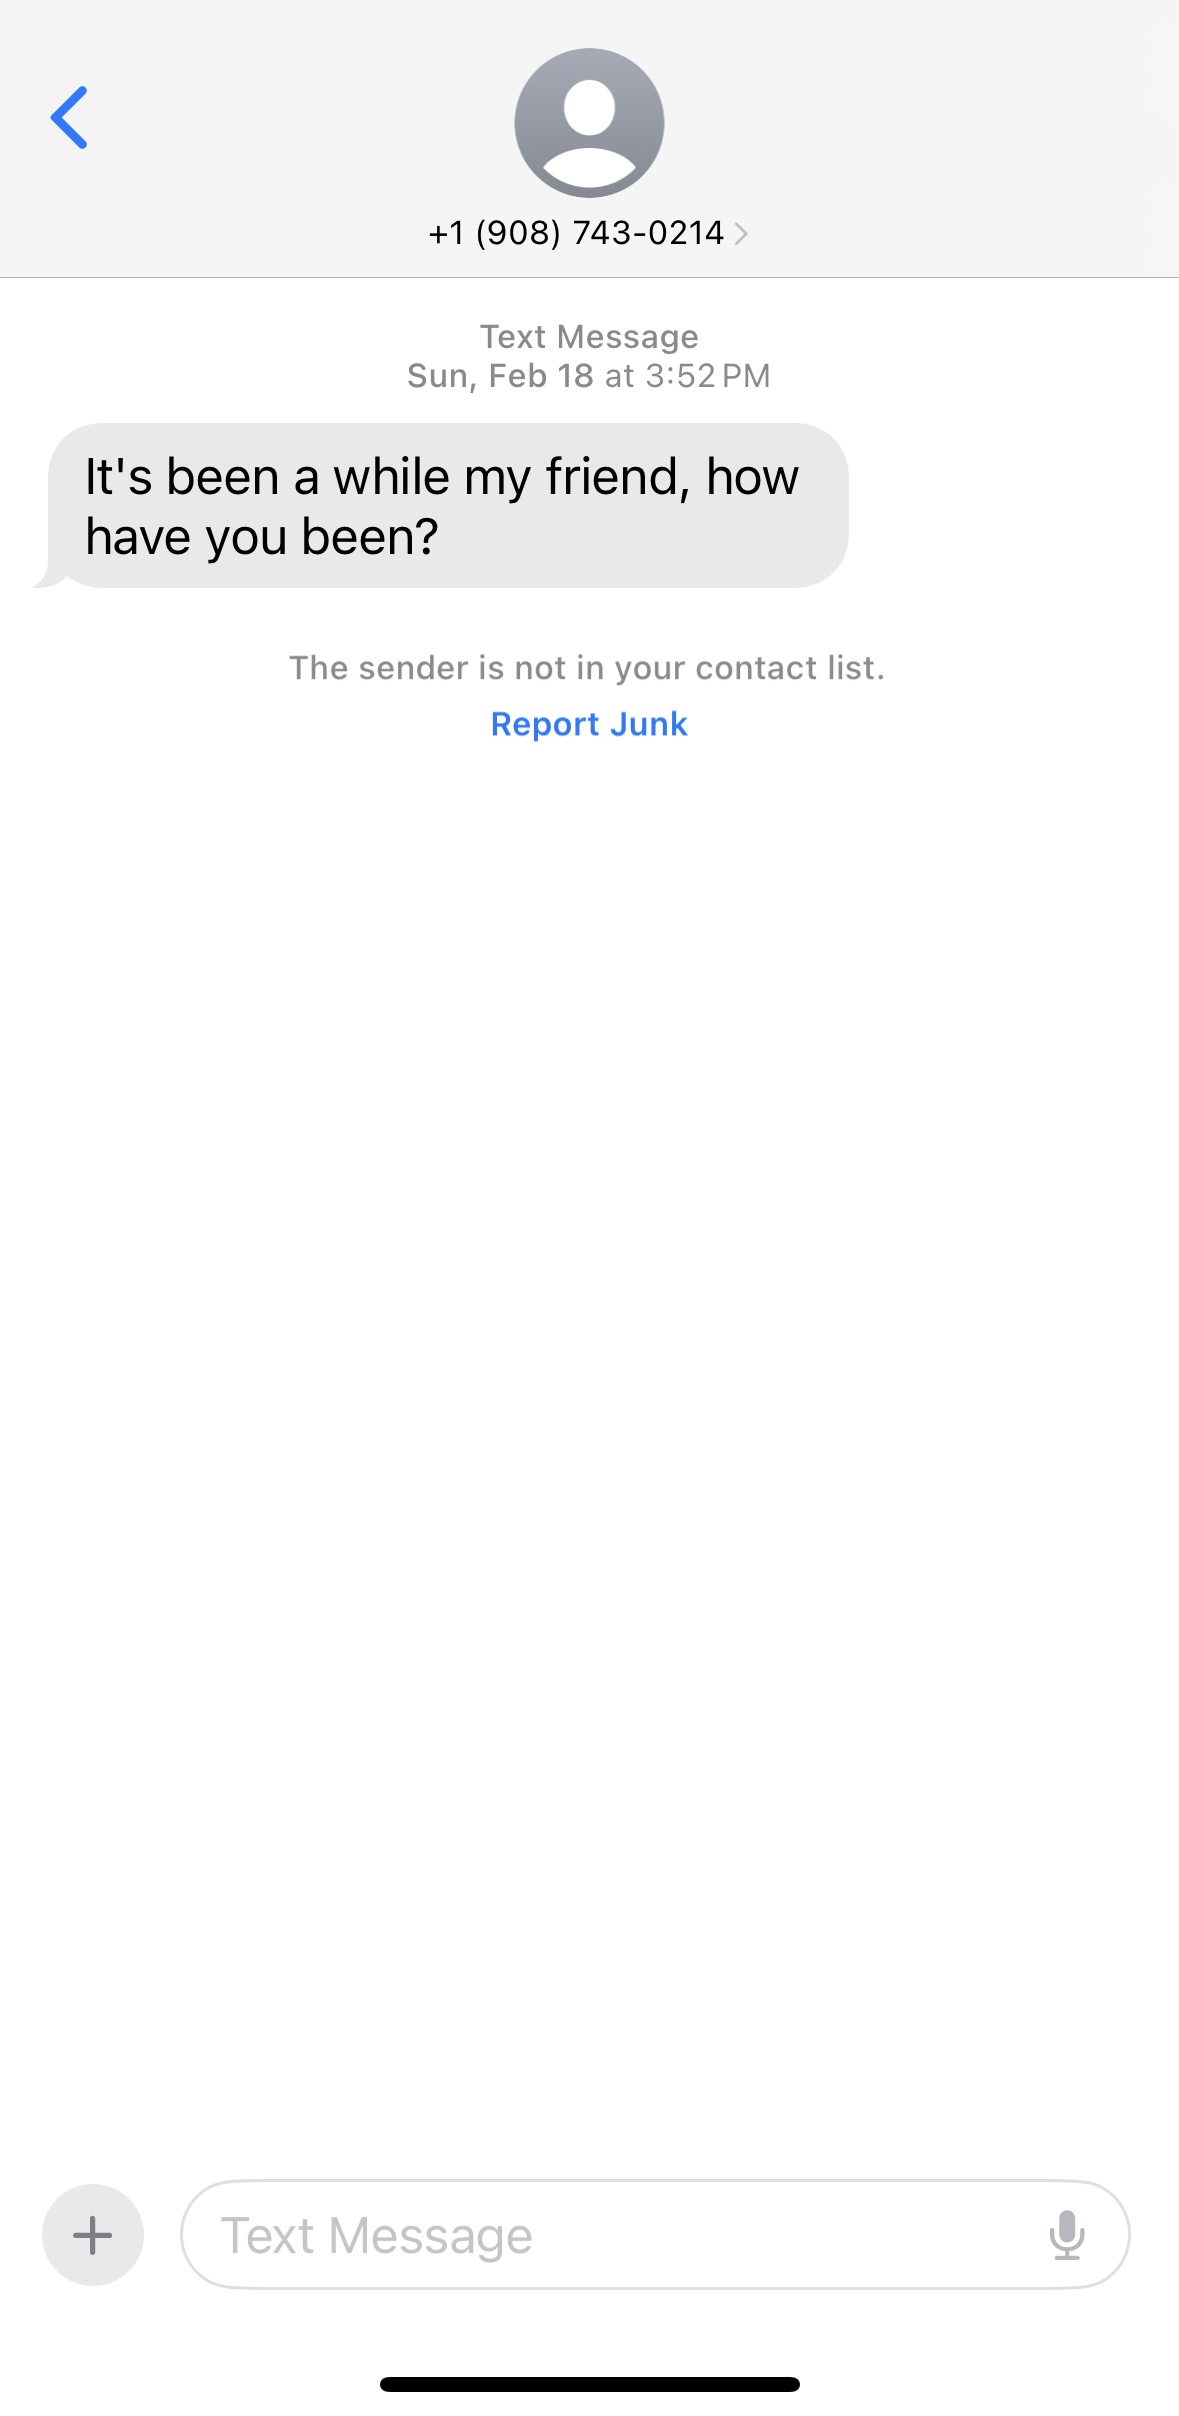 +1 (908) 743-0214
Text Message
Sun, Feb 18 at 3:52 PM
It's been a while my friend, how
have you been?
The sender is not in your contact list.
Report Junk
Text Message